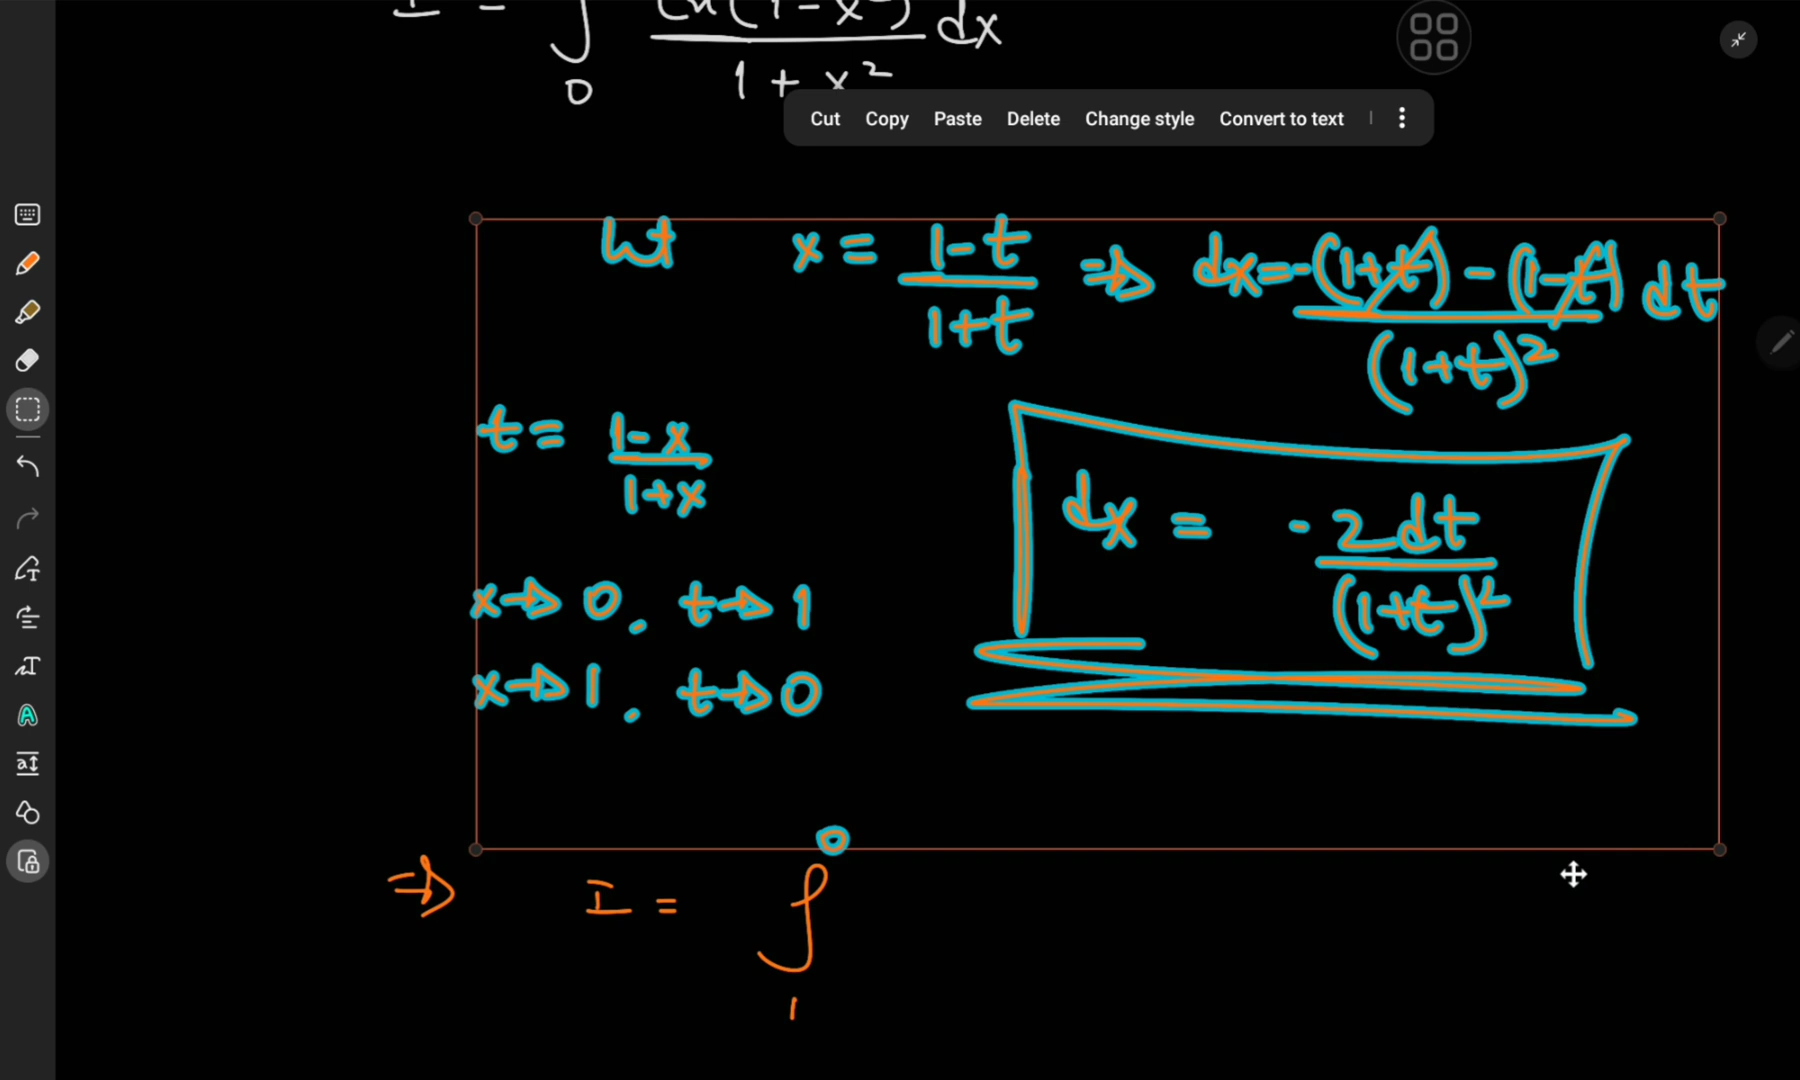 I = ∫ ln(1-x²) dx
0 1+x²
Cut Copy Paste Delete Change style Convert to text
let x = 1-t ⇒ dx = -(1+t) - (1-t) dt
1+t (1+t)²
t = 1-x
1+x
dx = -2dt
(1+t)²
x→0. t→1
x→1. t→0
0
⇒ I = ∫
1